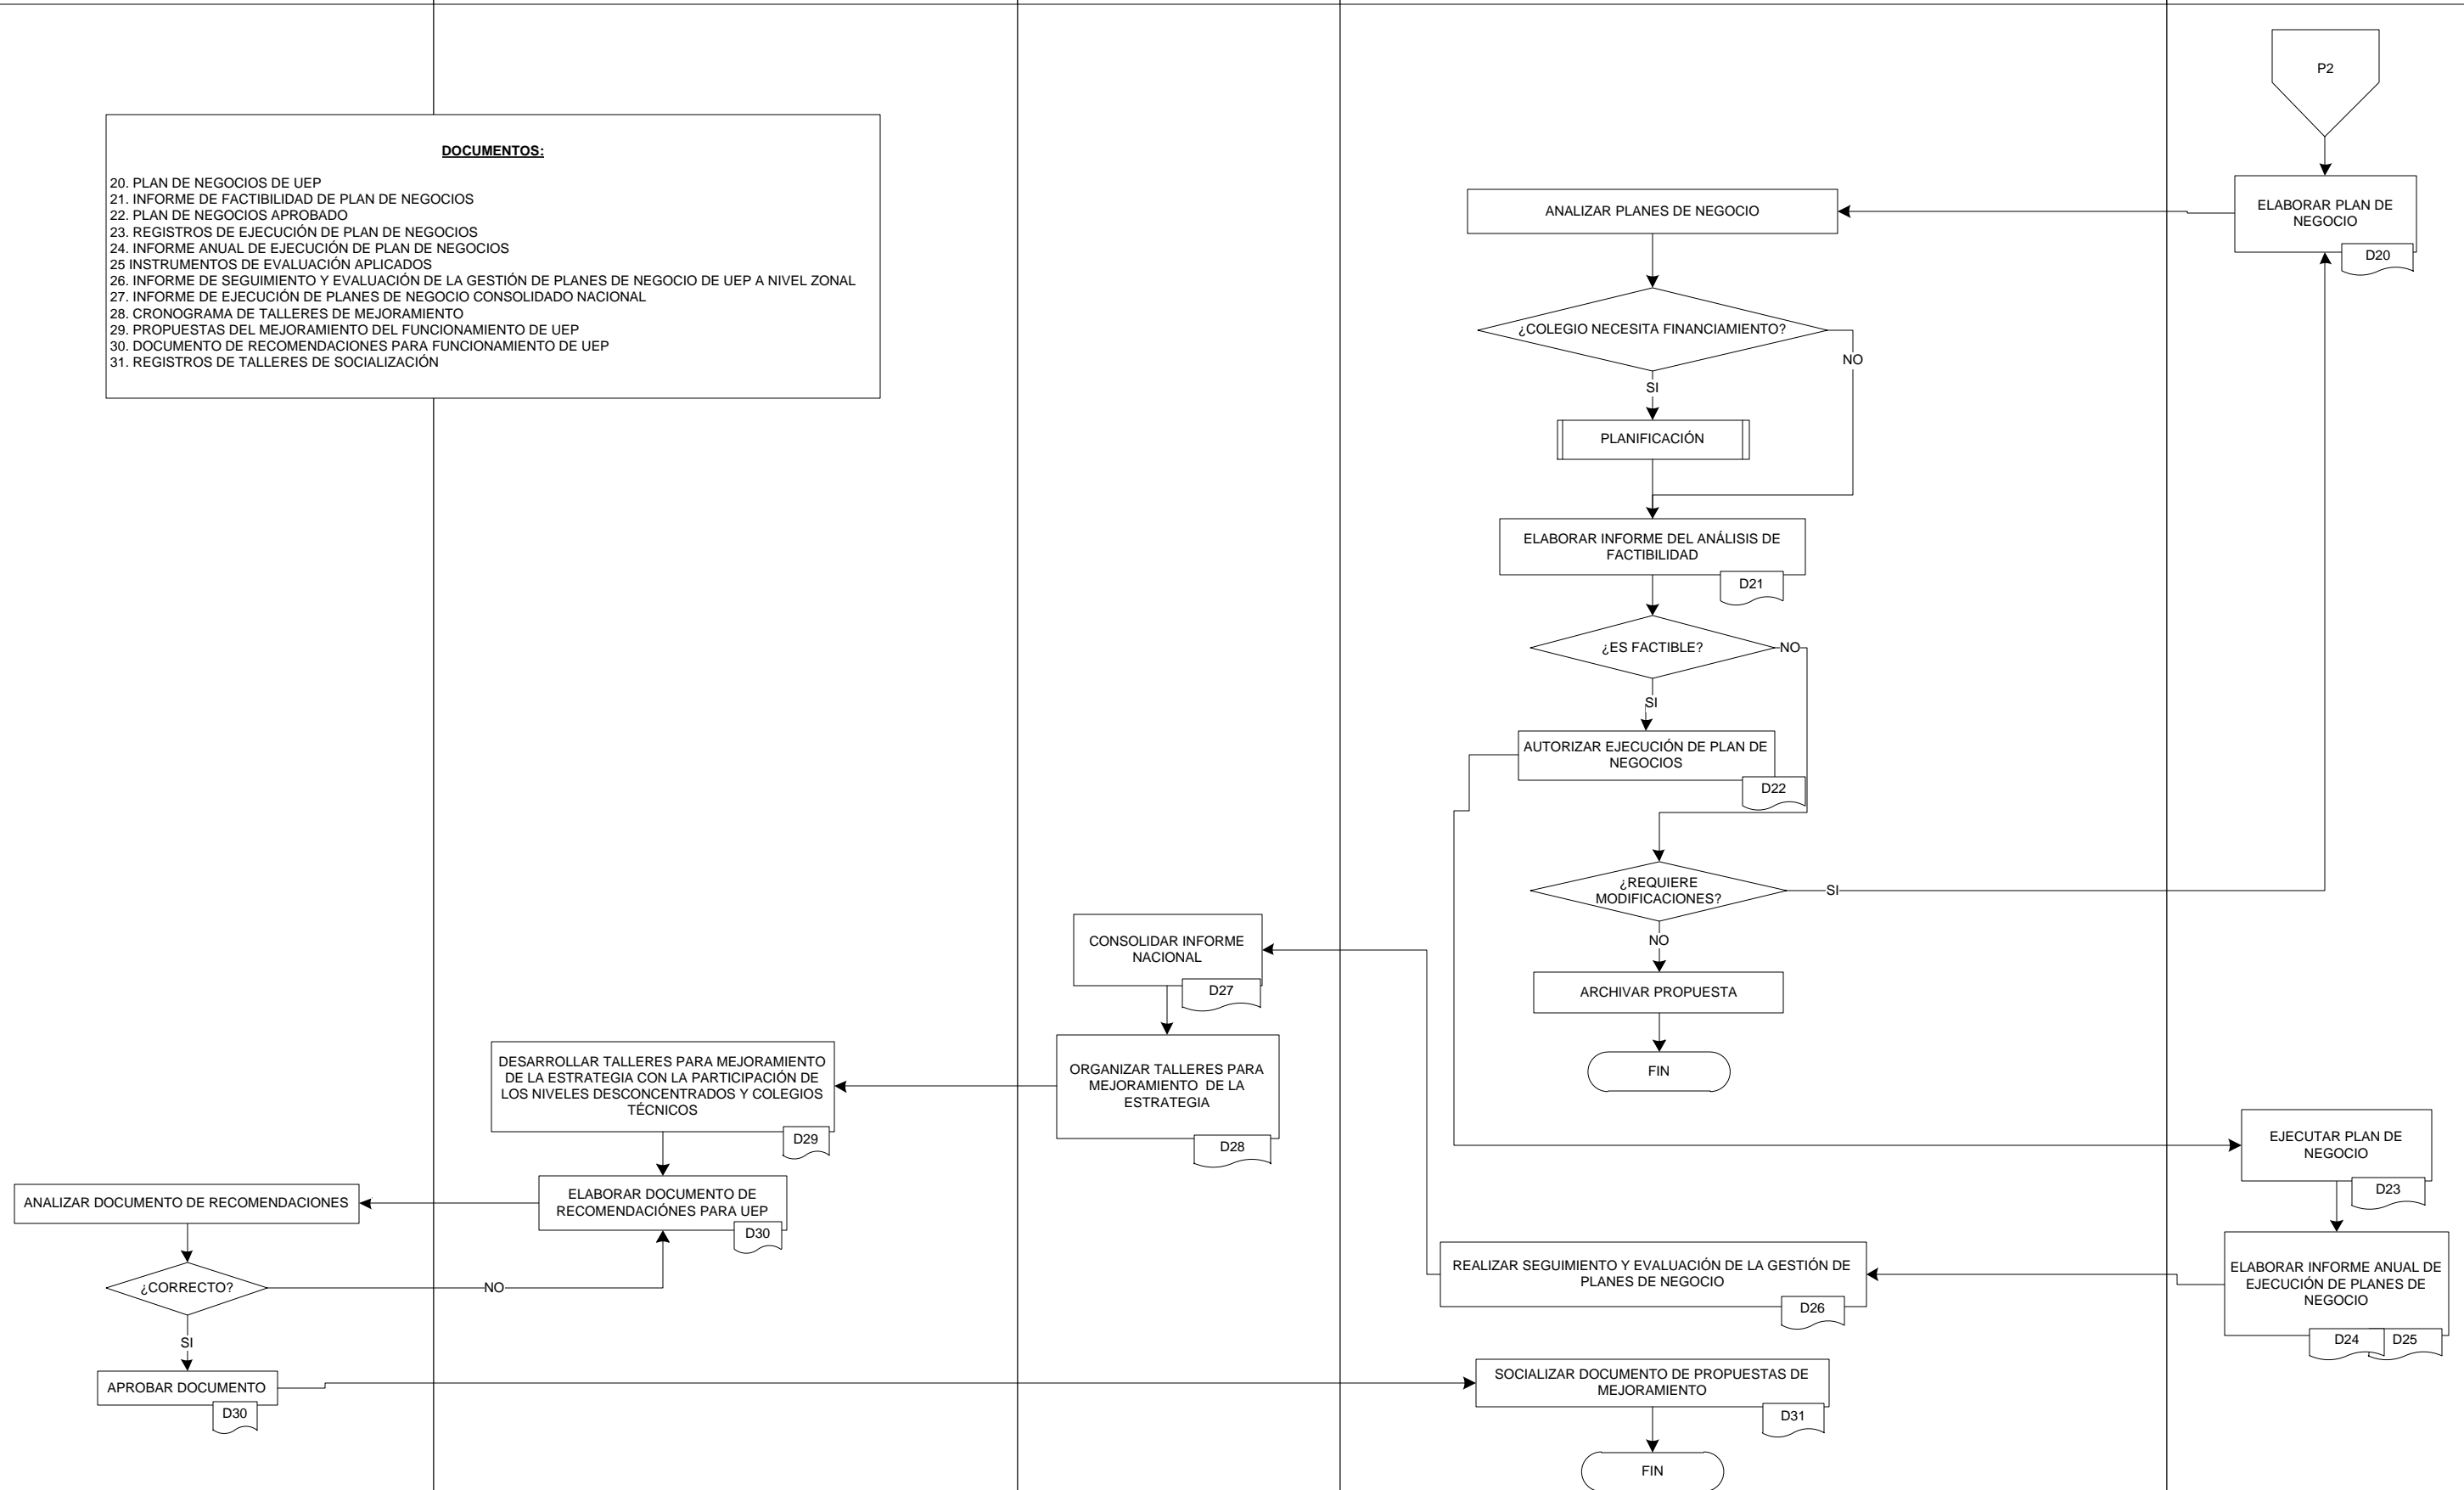 P2
DOCUMENTOS:
20. PLAN DE NEGOCIOS DE UEP
21. INFORME DE FACTIBILIDAD DE PLAN DE NEGOCIOS
22. PLAN DE NEGOCIOS APROBADO
23. REGISTROS DE EJECUCIÓN DE PLAN DE NEGOCIOS
24. INFORME ANUAL DE EJECUCIÓN DE PLAN DE NEGOCIOS
25 INSTRUMENTOS DE EVALUACIÓN APLICADOS
26. INFORME DE SEGUIMIENTO Y EVALUACIÓN DE LA GESTIÓN DE PLANES DE NEGOCIO DE UEP A NIVEL ZONAL
27. INFORME DE EJECUCIÓN DE PLANES DE NEGOCIO CONSOLIDADO NACIONAL
28. CRONOGRAMA DE TALLERES DE MEJORAMIENTO
29. PROPUESTAS DEL MEJORAMIENTO DEL FUNCIONAMIENTO DE UEP
30. DOCUMENTO DE RECOMENDACIONES PARA FUNCIONAMIENTO DE UEP
31. REGISTROS DE TALLERES DE SOCIALIZACIÓN
ELABORAR PLAN DE
NEGOCIO
D20
ANALIZAR PLANES DE NEGOCIO
¿COLEGIO NECESITA FINANCIAMIENTO?
NO
SI
PLANIFICACIÓN
ELABORAR INFORME DEL ANÁLISIS DE
FACTIBILIDAD
D21
¿ES FACTIBLE?
NO
SI
AUTORIZAR EJECUCIÓN DE PLAN DE
NEGOCIOS
D22
¿REQUIERE
MODIFICACIONES?
SI
NO
ARCHIVAR PROPUESTA
FIN
EJECUTAR PLAN DE
NEGOCIO
D23
ELABORAR INFORME ANUAL DE
EJECUCIÓN DE PLANES DE
NEGOCIO
D24
D25
REALIZAR SEGUIMIENTO Y EVALUACIÓN DE LA GESTIÓN DE
PLANES DE NEGOCIO
D26
CONSOLIDAR INFORME
NACIONAL
D27
ORGANIZAR TALLERES PARA
MEJORAMIENTO DE LA
ESTRATEGIA
D28
DESARROLLAR TALLERES PARA MEJORAMIENTO
DE LA ESTRATEGIA CON LA PARTICIPACIÓN DE
LOS NIVELES DESCONCENTRADOS Y COLEGIOS
TÉCNICOS
D29
ELABORAR DOCUMENTO DE
RECOMENDACIÓNES PARA UEP
D30
ANALIZAR DOCUMENTO DE RECOMENDACIONES
¿CORRECTO?
NO
SI
APROBAR DOCUMENTO
D30
SOCIALIZAR DOCUMENTO DE PROPUESTAS DE
MEJORAMIENTO
D31
FIN